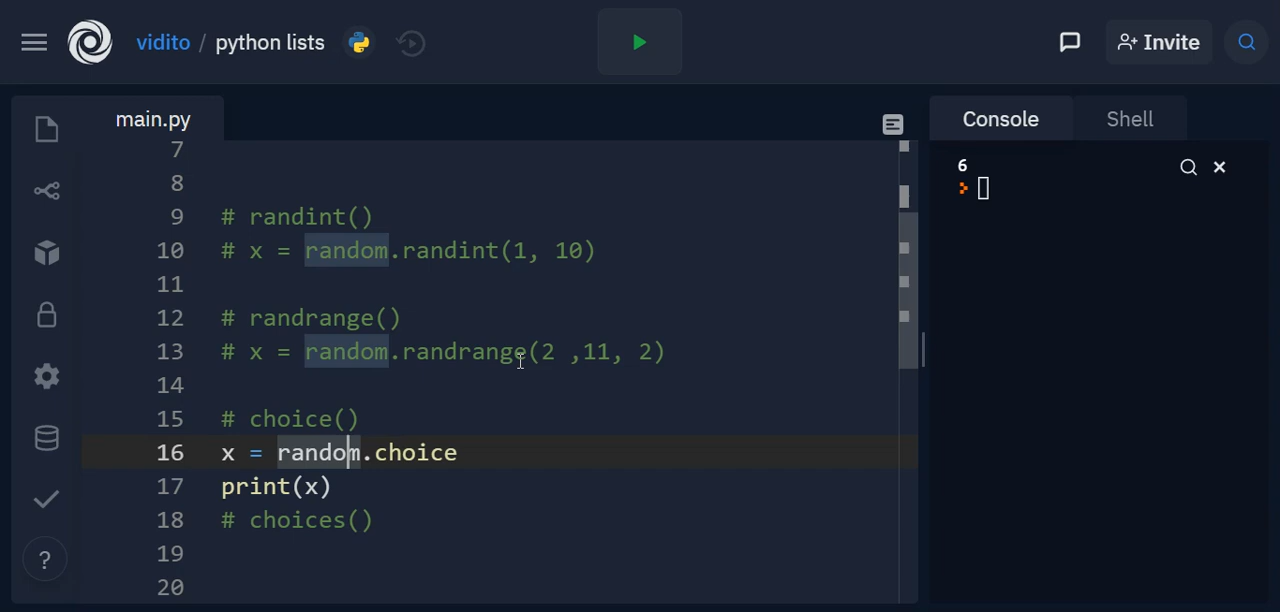 vidito / python lists
Invite
main.py
Console
Shell
7
8
9 # randint()
10 # x = random.randint(1, 10)
11
12 # randrange()
13 # x = random.randrange(2 ,11, 2)
14
15 # choice()
16 x = random.choice
17 print(x)
18 # choices()
19
20
6
?